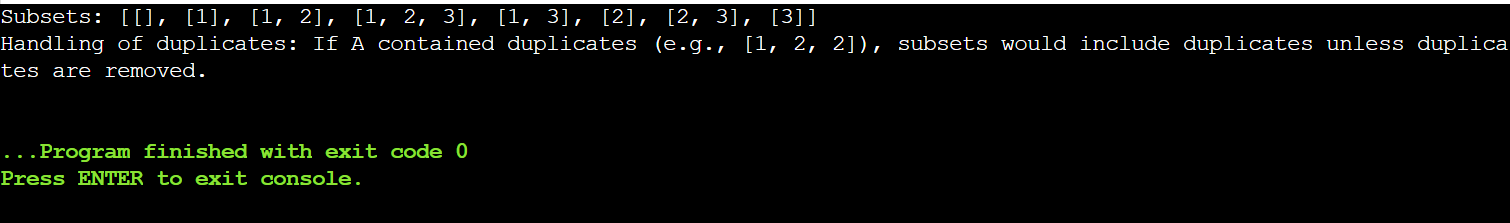 Subsets: [[], [1], [1, 2], [1, 2, 3], [1, 3], [2], [2, 3], [3]]
Handling of duplicates: If A contained duplicates (e.g., [1, 2, 2]), subsets would include duplicates unless duplica
tes are removed.
...Program finished with exit code 0
Press ENTER to exit console.